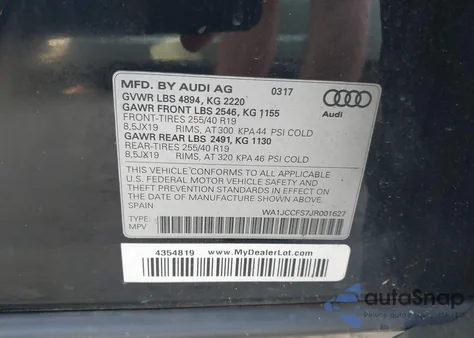 MFD. BY AUDI AG 0317
GVWR LBS 4894, KG 2220
GAWR FRONT LBS 2546, KG 1155
FRONT-TIRES 255/40 R19
8,5JX19 RIMS, AT 300 KPA 44 PSI COLD
GAWR REAR LBS 2491, KG 1130
REAR-TIRES 255/40 R19
8,5JX19 RIMS, AT 320 KPA 46 PSI COLD
Audi
THIS VEHICLE CONFORMS TO ALL APPLICABLE
U.S. FEDERAL MOTOR VEHICLE SAFETY AND
THEFT PREVENTION STANDARDS IN EFFECT ON
THE DATE OF MANUFACTURE SHOWN ABOVE.
SPAIN
TYPE: WA1JCCFS7JR001627
MPV
4354819 www.MyDealerLot.com
autoSnap